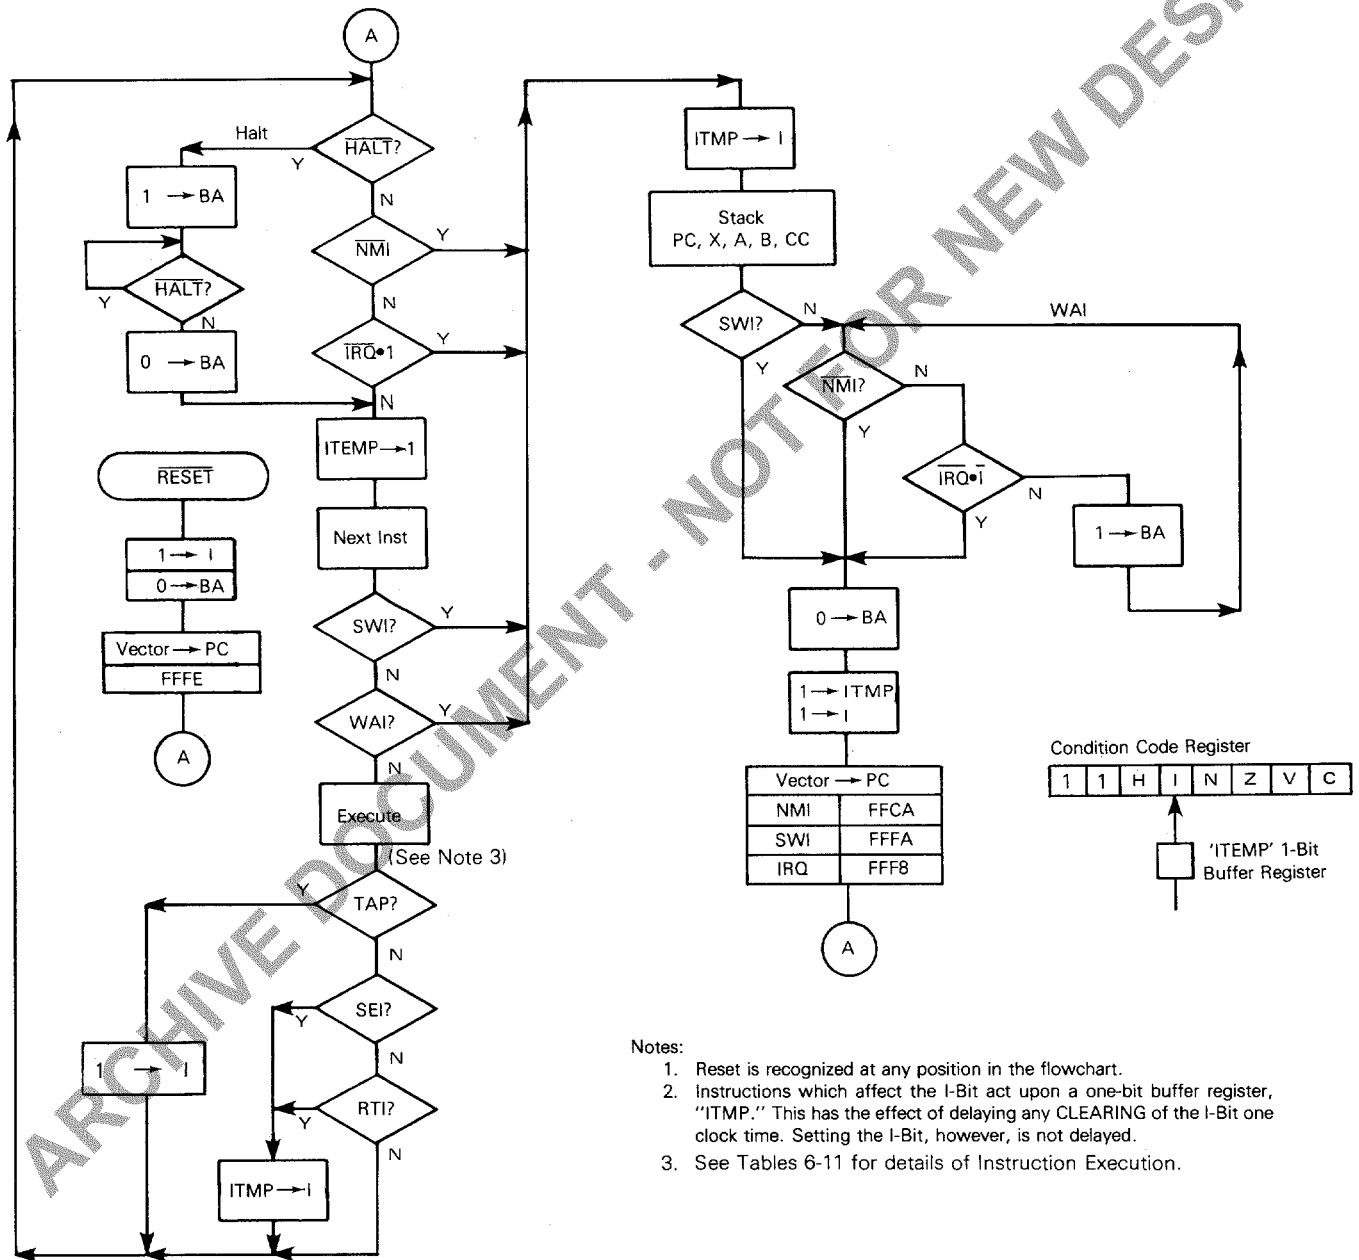 A
Halt
HALT?
Y
N
1 → BA
NMI
Y
N
HALT?
Y
N
IRQ•1
Y
N
0 → BA
ITEMP→1
RESET
Next Inst
1→ I
0→BA
SWI?
Y
N
Vector→ PC
FFFE
WAI?
Y
N
A
Execute
(See Note 3)
TAP?
Y
N
SEI?
Y
N
1 → I
RTI?
Y
N
ITMP→I
ITMP → I
Stack
PC, X, A, B, CC
SWI?
N
Y
WAI
NMI?
N
Y
IRQ•I
N
Y
1→BA
0→BA
1→ITMP
1→I
Vector → PC
NMI FFCA
SWI FFFA
IRQ FFF8
A
Condition Code Register
1 1 H I N Z V C
'ITEMP' 1-Bit
Buffer Register
Notes:
1. Reset is recognized at any position in the flowchart.
2. Instructions which affect the I-Bit act upon a one-bit buffer register,
"ITMP." This has the effect of delaying any CLEARING of the I-Bit one
clock time. Setting the I-Bit, however, is not delayed.
3. See Tables 6-11 for details of Instruction Execution.
ARCHIVE DOCUMENT - NOT FOR NEW DESI